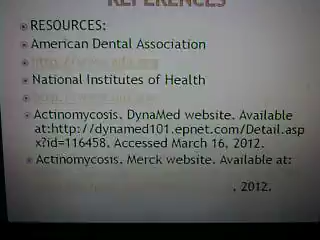 REFERENCES
RESOURCES:
American Dental Association
National Institutes of Health
Actinomycosis. DynaMed website. Available
at:http://dynamed101.epnet.com/Detail.asp
x?id=116458. Accessed March 16, 2012.
Actinomycosis. Merck website. Available at:
, 2012.